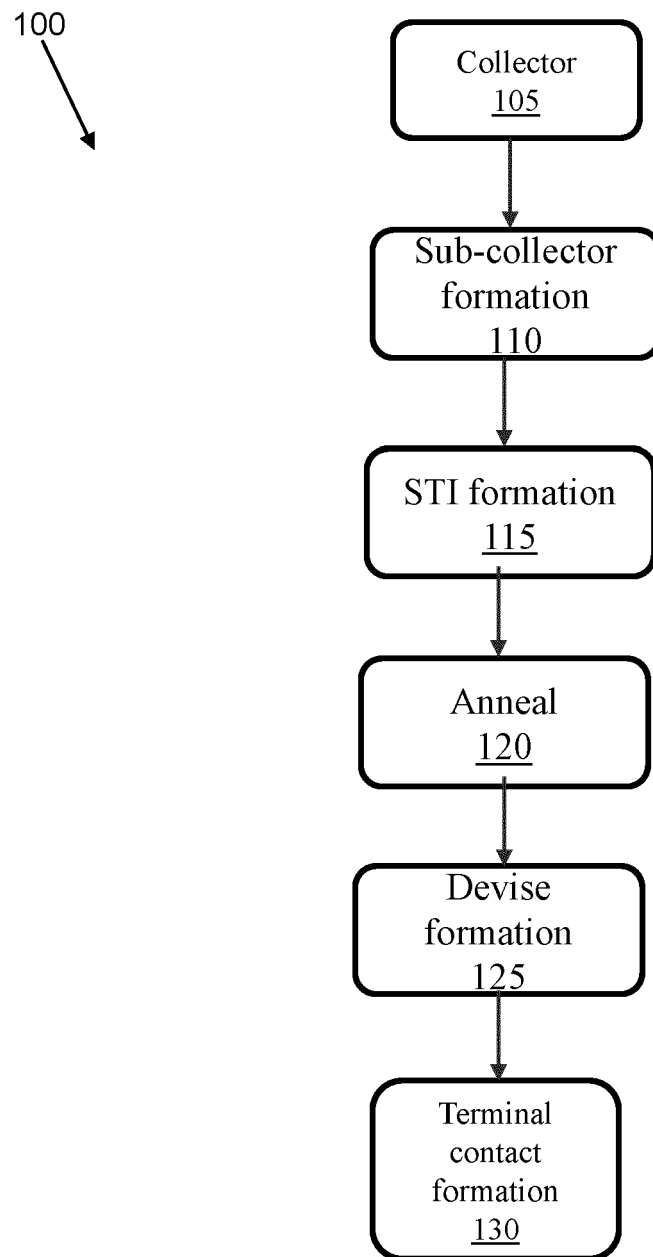 100
Collector
105
Sub-collector
formation
110
STI formation
115
Anneal
120
Devise
formation
125
Terminal
contact
formation
130